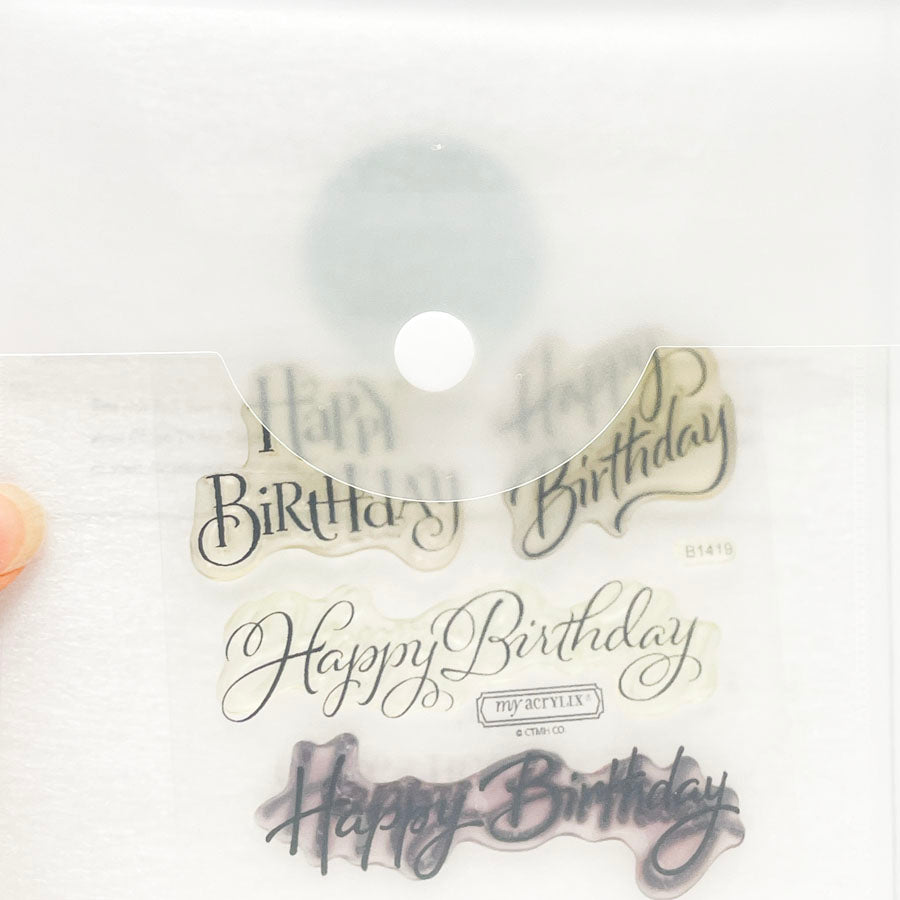 Happy
Birthday
Happy
Birthday
B1419
Happy Birthday
my acrylix®
© CTMH CO.
Happy Birthday